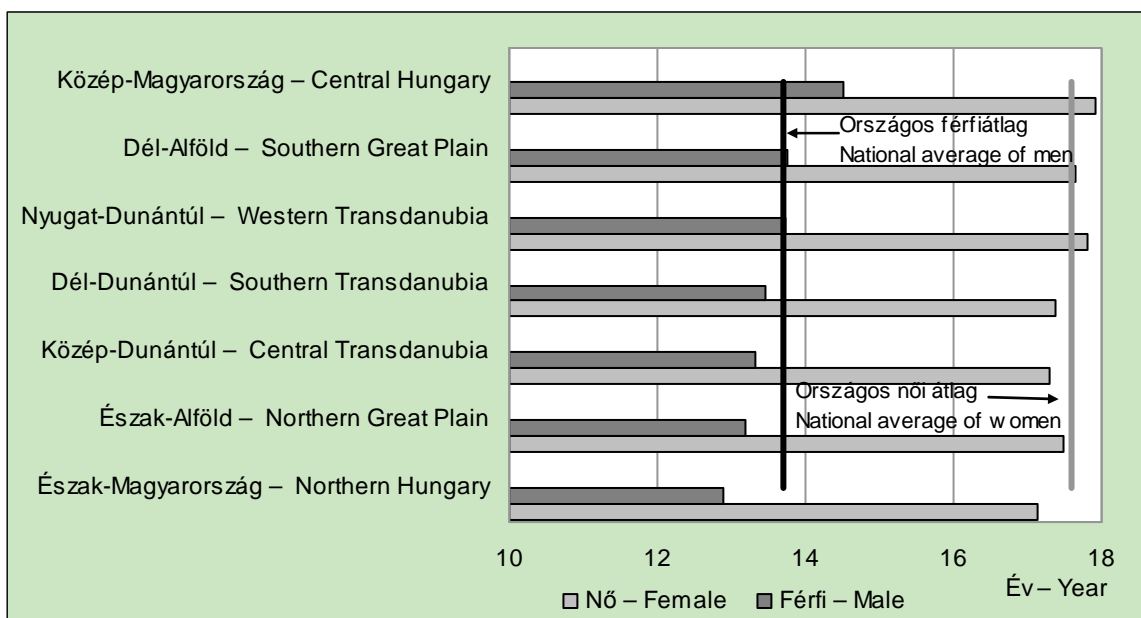 Közép-Magyarország – Central Hungary
Dél-Alföld – Southern Great Plain
Nyugat-Dunántúl – Western Transdanubia
Dél-Dunántúl – Southern Transdanubia
Közép-Dunántúl – Central Transdanubia
Észak-Alföld – Northern Great Plain
Észak-Magyarország – Northern Hungary
Országos férfiátlag
National average of men
Országos női átlag
National average of women
10 12 14 16 18
Év – Year
Nő – Female Férfi – Male